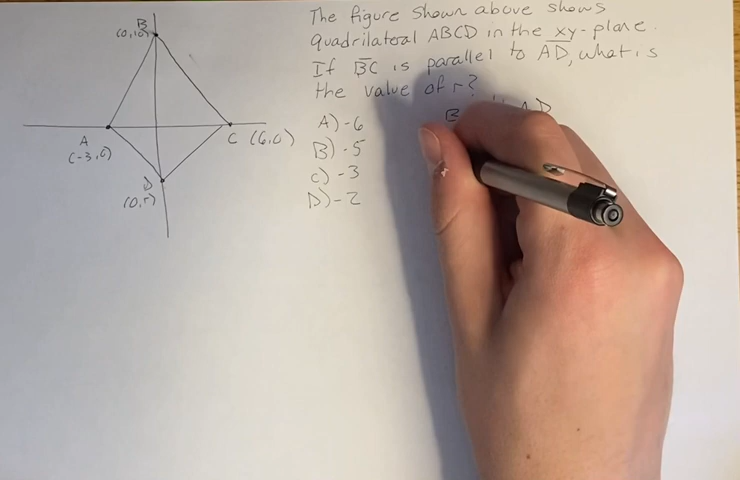 The figure shown above shows
quadrilateral ABCD in the xy-plane.
If BC is parallel to AD, what is
the value of r?
A) -6
B) -5
C) -3
D) -2
B
(0,10)
A
(-3,0)
C (6,0)
D
(0,r)
B
AD